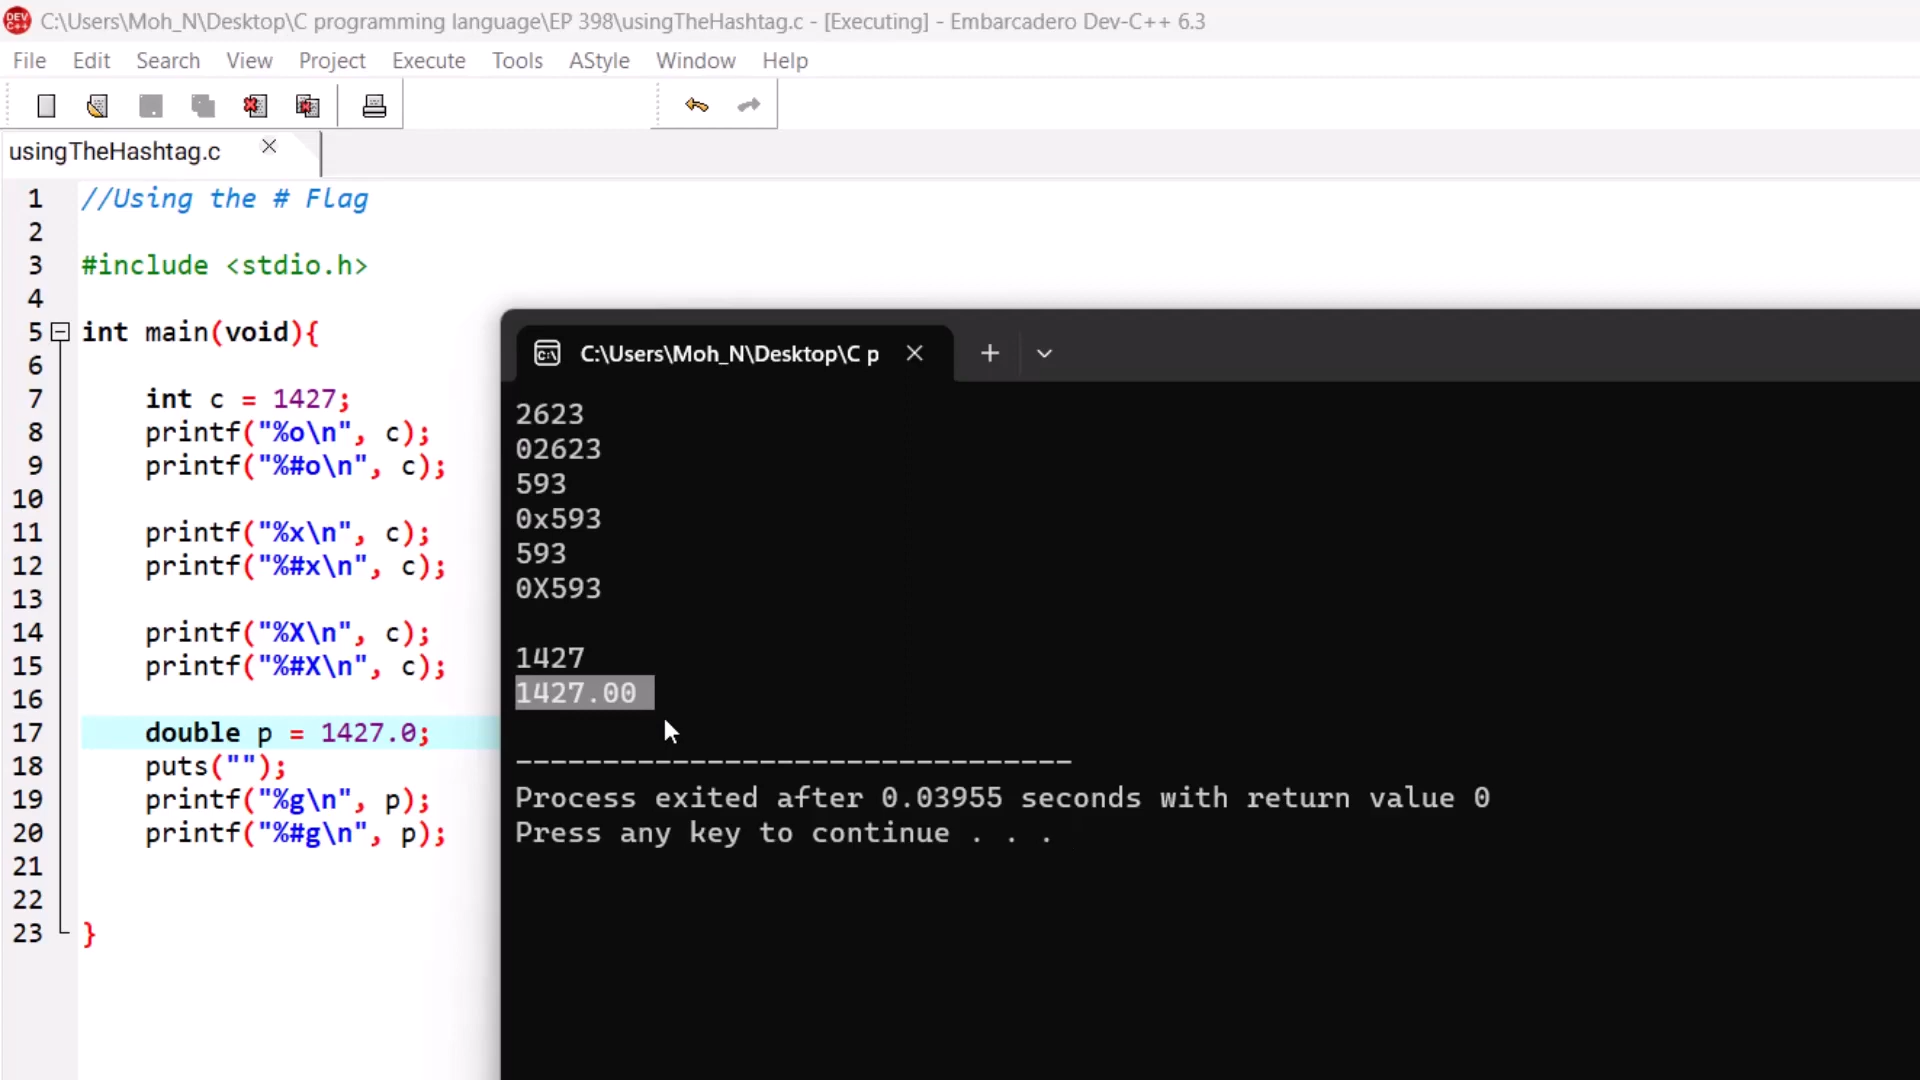 C:\Users\Moh_N\Desktop\C programming language\EP 398\usingTheHashtag.c - [Executing] - Embarcadero Dev-C++ 6.3
File Edit Search View Project Execute Tools AStyle Window Help
usingTheHashtag.c
1 //Using the # Flag
2
3 #include <stdio.h>
4
5 int main(void){
6
7 int c = 1427;
8 printf("%o\n", c);
9 printf("%#o\n", c);
10
11 printf("%x\n", c);
12 printf("%#x\n", c);
13
14 printf("%X\n", c);
15 printf("%#X\n", c);
16
17 double p = 1427.0;
18 puts("");
19 printf("%g\n", p);
20 printf("%#g\n", p);
21
22
23 }
C:\Users\Moh_N\Desktop\C p
2623
02623
593
0x593
593
0X593
1427
1427.00
--------------------------------
Process exited after 0.03955 seconds with return value 0
Press any key to continue . . .